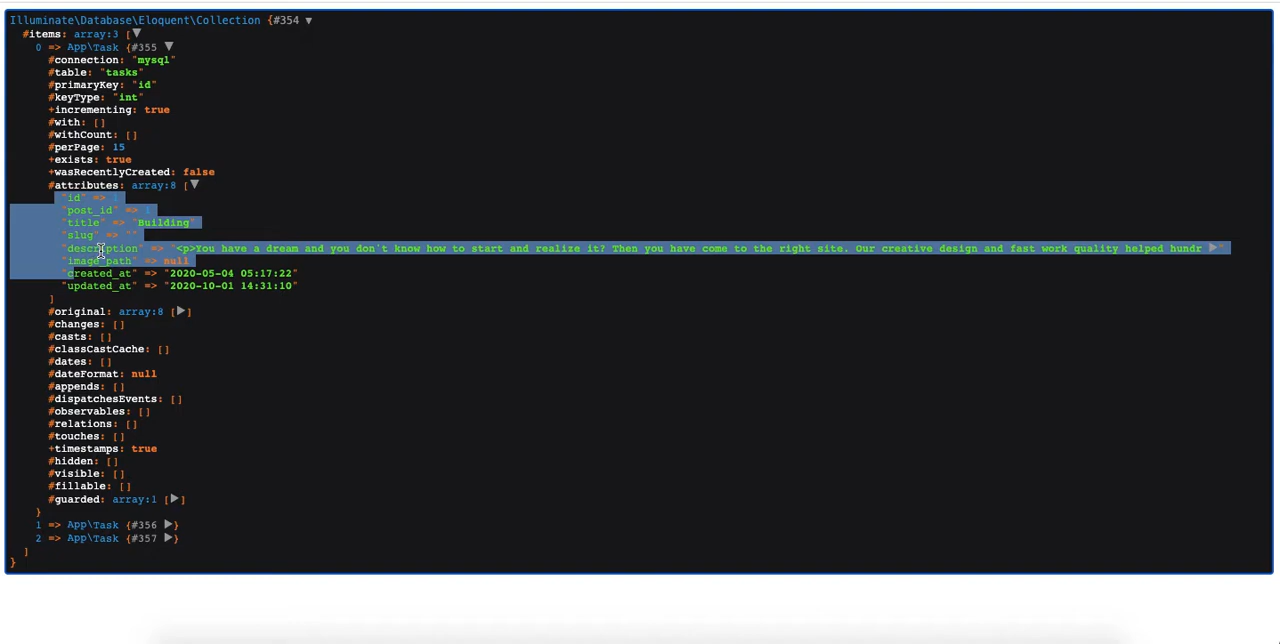 Illuminate\Database\Eloquent\Collection {#354 ▼
#items: array:3 [▼
0 => App\Task {#355 ▼
#connection: "mysql"
#table: "tasks"
#primaryKey: "id"
#keyType: "int"
+incrementing: true
#with: []
#withCount: []
#perPage: 15
+exists: true
+wasRecentlyCreated: false
#attributes: array:8 [▼
"id" => 1
"post_id" => 1
"title" => "Building"
"slug" => ""
"description" => "<p>You have a dream and you don't know how to start and realize it? Then you have come to the right site. Our creative design and fast work quality helped hundr ▶"
"image_path" => null
"created_at" => "2020-05-04 05:17:22"
"updated_at" => "2020-10-01 14:31:10"
]
#original: array:8 [▶]
#changes: []
#casts: []
#classCastCache: []
#dates: []
#dateFormat: null
#appends: []
#dispatchesEvents: []
#observables: []
#relations: []
#touches: []
+timestamps: true
#hidden: []
#visible: []
#fillable: []
#guarded: array:1 [▶]
}
1 => App\Task {#356 ▶}
2 => App\Task {#357 ▶}
]
}